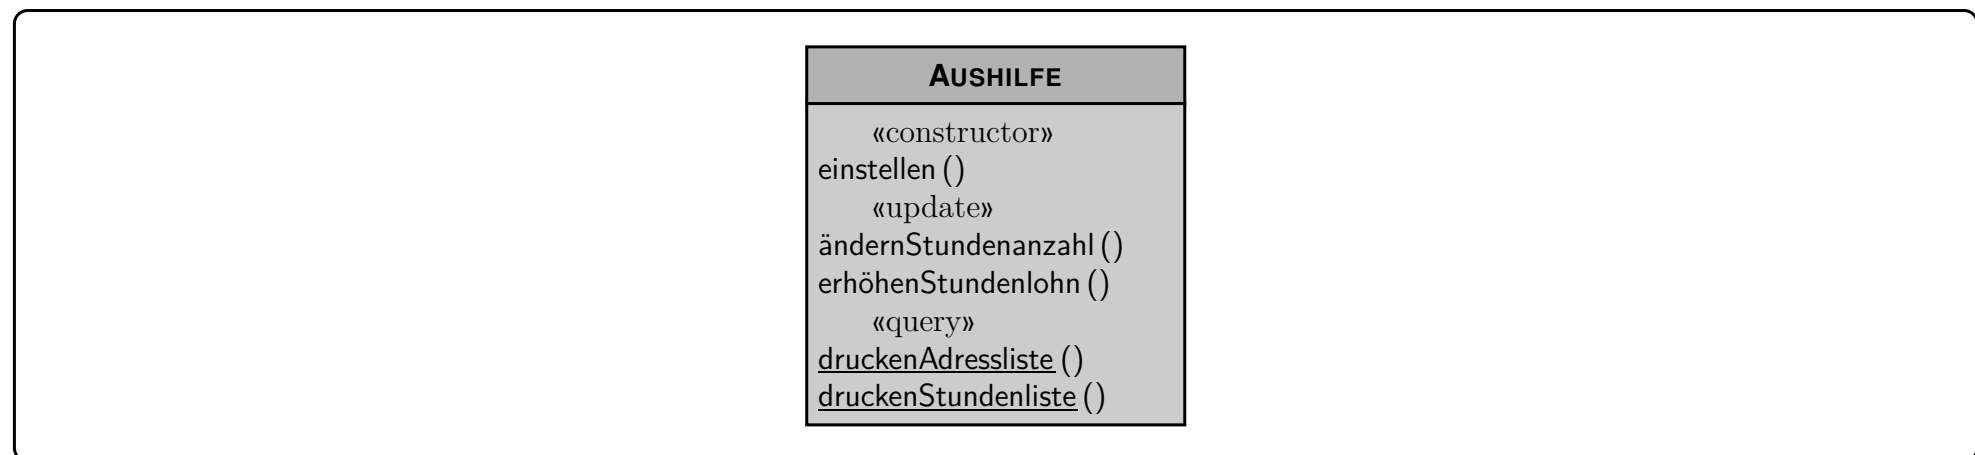 AUSHILFE
«constructor»
einstellen ()
«update»
ändernStundenanzahl ()
erhöhenStundenlohn ()
«query»
druckenAdressliste ()
druckenStundenliste ()